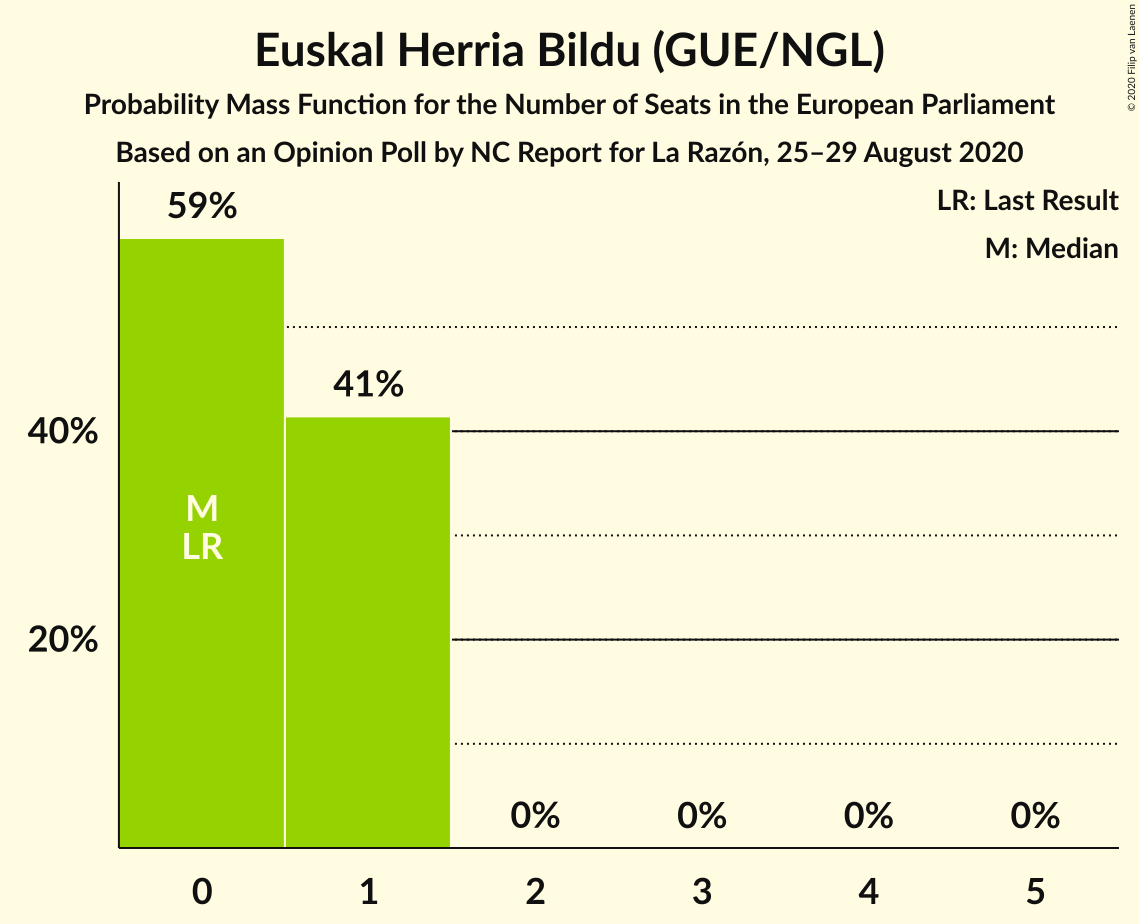 Euskal Herria Bildu (GUE/NGL)
Probability Mass Function for the Number of Seats in the European Parliament
Based on an Opinion Poll by NC Report for La Razón, 25–29 August 2020
© 2020 Filip van Laenen
LR: Last Result
M: Median
59%
41%
40%
M
LR
20%
0% 0% 0% 0%
0 1 2 3 4 5